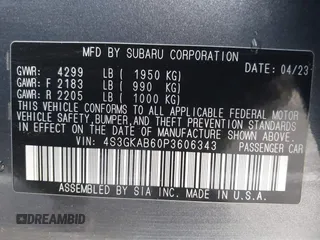 MFD BY SUBARU CORPORATION 04/23
GVWR: 4299 LB ( 1950 KG)
GAWR: F 2183 LB ( 990 KG)
GAWR: R 2205 LB ( 1000 KG)
THIS VEHICLE CONFORMS TO ALL APPLICABLE FEDERAL MOTOR
VEHICLE SAFETY, BUMPER, AND THEFT PREVENTION STANDARDS
IN EFFECT ON THE DATE OF MANUFACTURE SHOWN ABOVE.
VIN: 4S3GKAB60P3606343 PASSENGER CAR
ASSEMBLED BY SIA INC. MADE IN U.S.A.
DREAMBID